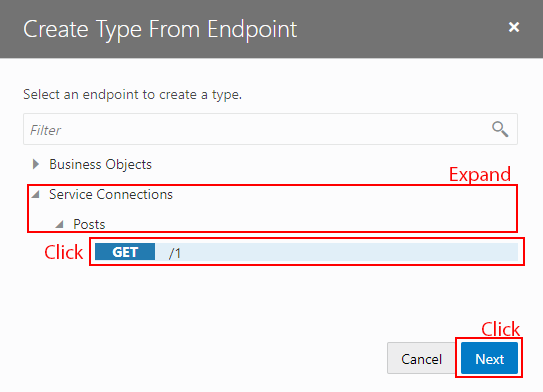 Create Type From Endpoint
Select an endpoint to create a type.
Filter
Business Objects
Expand
Service Connections
Posts
Click GET /1
Click
Cancel Next